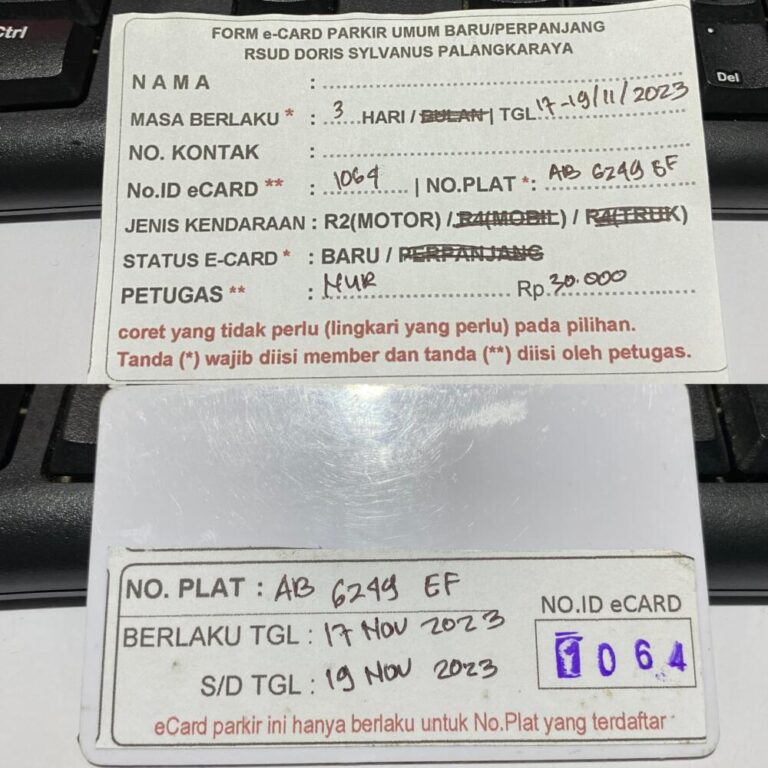 Ctrl
Del
FORM e-CARD PARKIR UMUM BARU/PERPANJANG
RSUD DORIS SYLVANUS PALANGKARAYA
NAMA :
MASA BERLAKU * : 3 HARI / BULAN | TGL. 17-19/11/2023
NO. KONTAK :
No.ID eCARD ** : 1064 | NO.PLAT *: AB 6249 EF
JENIS KENDARAAN : R2(MOTOR) / R4(MOBIL) / R4(TRUK)
STATUS E-CARD * : BARU / PERPANJANG
PETUGAS ** : NUR Rp. 30.000
coret yang tidak perlu (lingkari yang perlu) pada pilihan.
Tanda (*) wajib diisi member dan tanda (**) diisi oleh petugas.
NO. PLAT : AB 6249 EF
BERLAKU TGL : 17 NOV 2023
S/D TGL : 19 NOV 2023
NO.ID eCARD
1064
eCard parkir ini hanya berlaku untuk No.Plat yang terdaftar